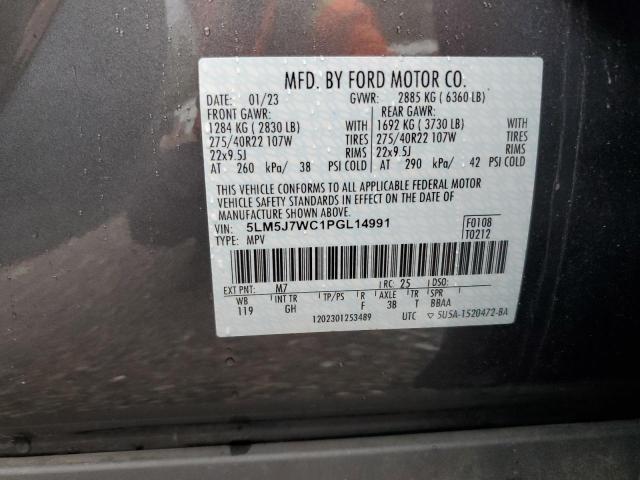 MFD. BY FORD MOTOR CO.
DATE: 01/23 GVWR: 2885 KG ( 6360 LB)
FRONT GAWR: REAR GAWR:
1284 KG ( 2830 LB) WITH 1692 KG ( 3730 LB) WITH
275/40R22 107W TIRES 275/40R22 107W TIRES
22x9.5J RIMS 22x9.5J RIMS
AT 260 kPa/ 38 PSI COLD AT 290 kPa/ 42 PSI COLD
THIS VEHICLE CONFORMS TO ALL APPLICABLE FEDERAL MOTOR
VEHICLE SAFETY STANDARDS IN EFFECT ON THE DATE OF
MANUFACTURE SHOWN ABOVE.
VIN: 5LM5J7WC1PGL14991 F0108
TYPE: MPV T0212
EXT PNT: M7 RC: 25 DSO:
WB INT TR TP/PS R AXLE TR SPR
119 GH F 3B T BBAA
1202301253489 UTC ▽ 5U5A-1520472-BA